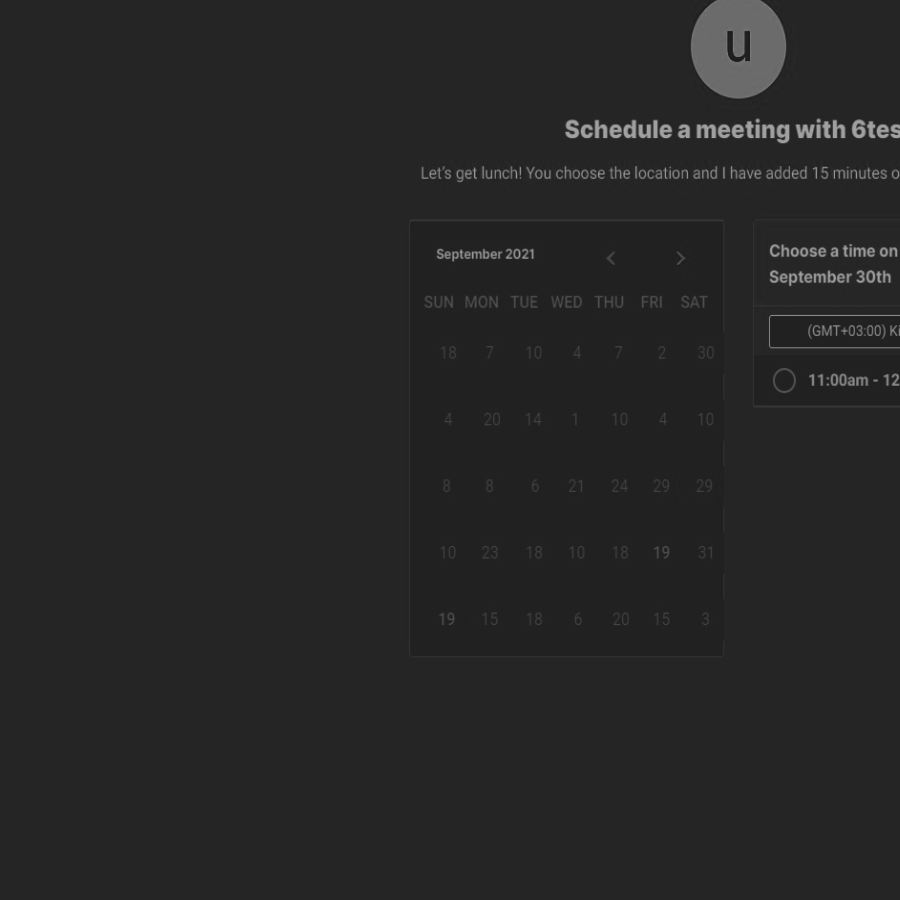 u
Schedule a meeting with 6tes
Let's get lunch! You choose the location and I have added 15 minutes o
September 2021
SUN MON TUE WED THU FRI SAT
18 7 10 4 7 2 30
4 20 14 1 10 4 10
8 8 6 21 24 29 29
10 23 18 10 18 19 31
19 15 18 6 20 15 3
Choose a time on
September 30th
(GMT+03:00) Ki
11:00am - 12